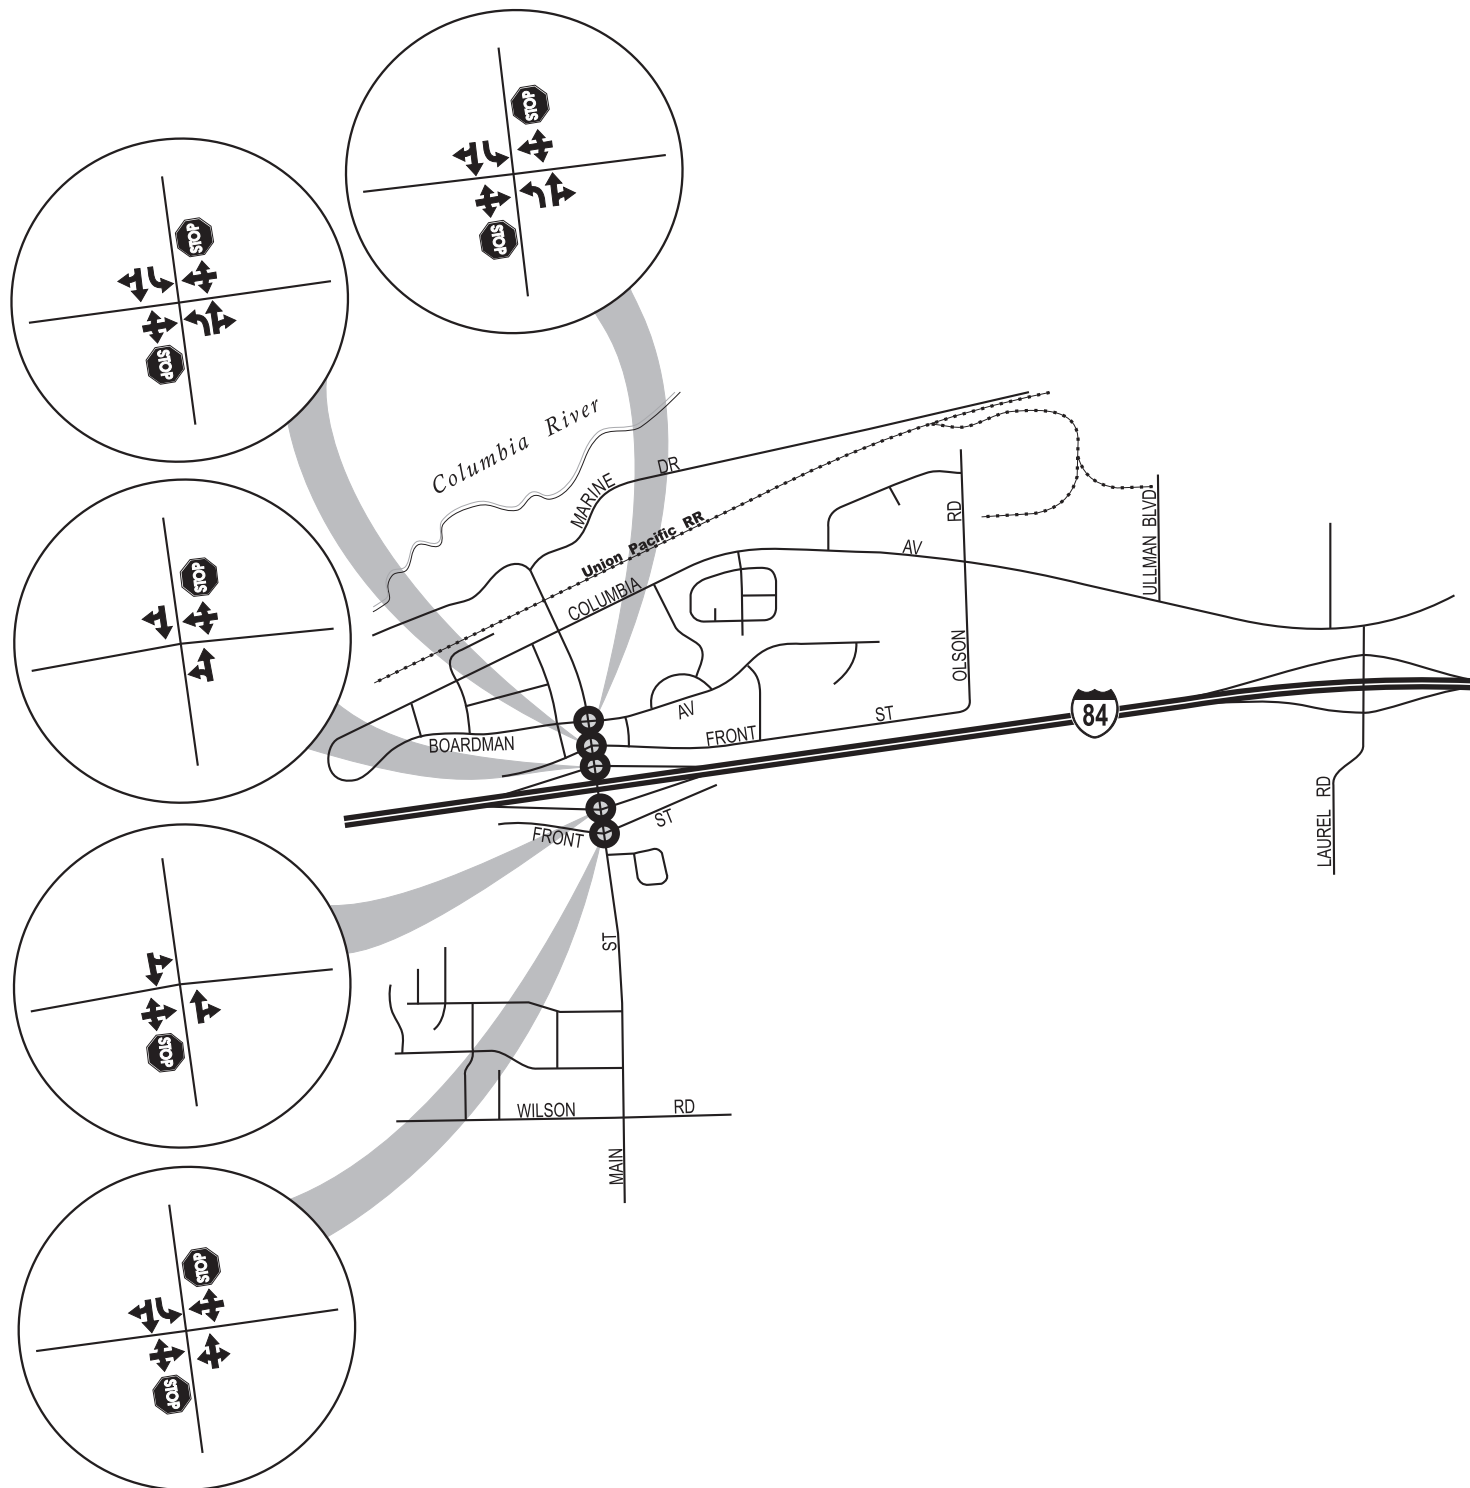 STOP
STOP
STOP
STOP
STOP
STOP
STOP
STOP
Columbia River
MARINE
DR
Union Pacific RR
COLUMBIA
AV
RD
ULLMAN BLVD
OLSON
BOARDMAN
AV
FRONT
ST
84
FRONT
ST
LAUREL RD
ST
WILSON
RD
MAIN